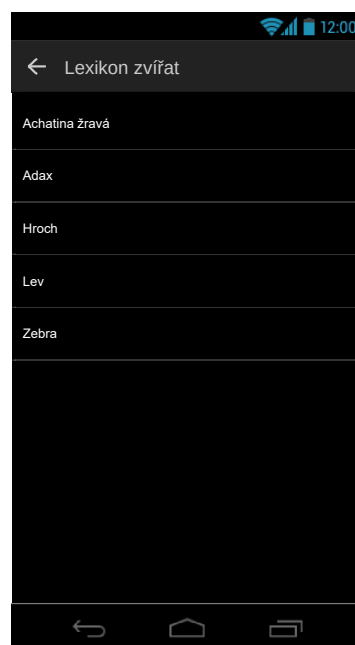 12:00
Lexikon zvířat
Achatina žravá
Adax
Hroch
Lev
Zebra